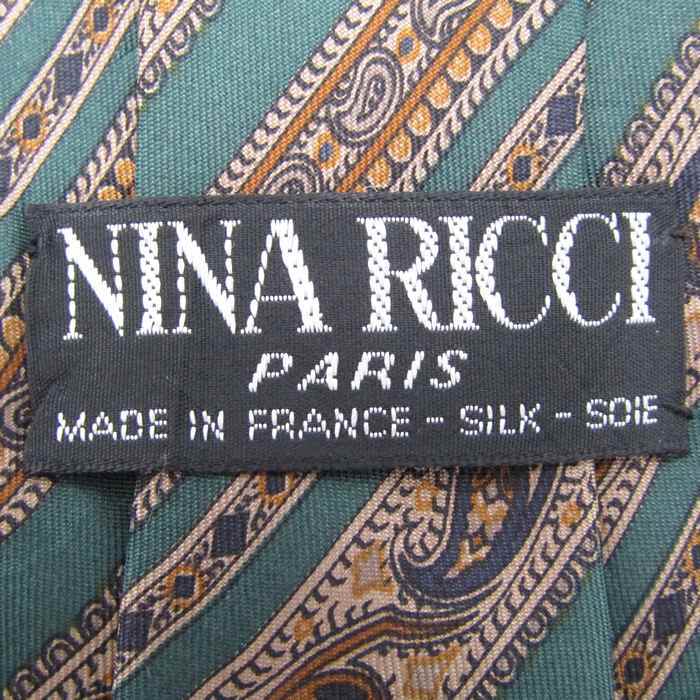 NINA RICCI
PARIS
MADE IN FRANCE - SILK - SOIE